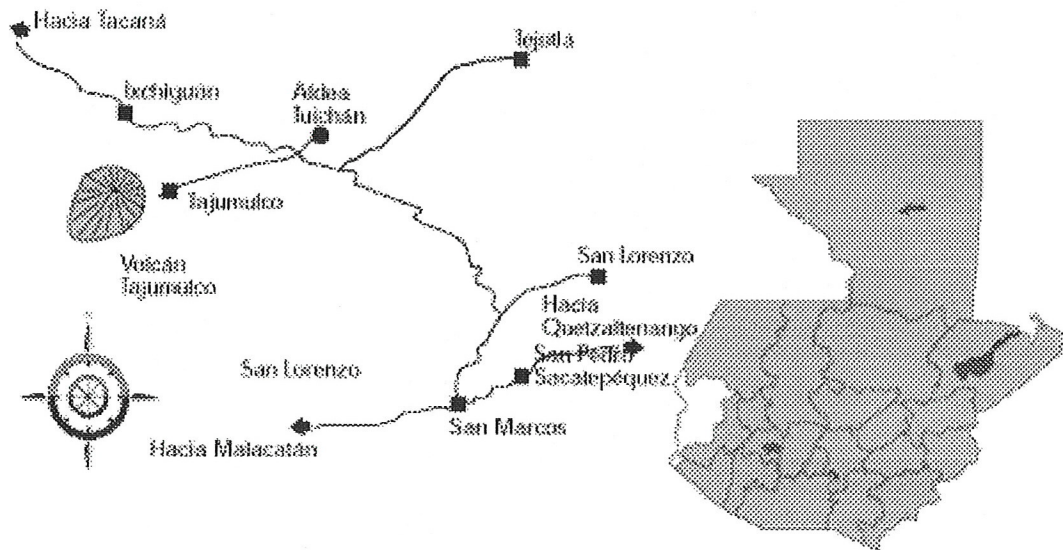 Hacia Tacaná
Tejutla
Ixchiguán
Aldea
Tuichán
Tajumulco
Volcán
Tajumulco
San Lorenzo
Hacia
Quetzaltenango
San Pedro
Sacatepéquez
San Lorenzo
San Marcos
Hacia Malacatán